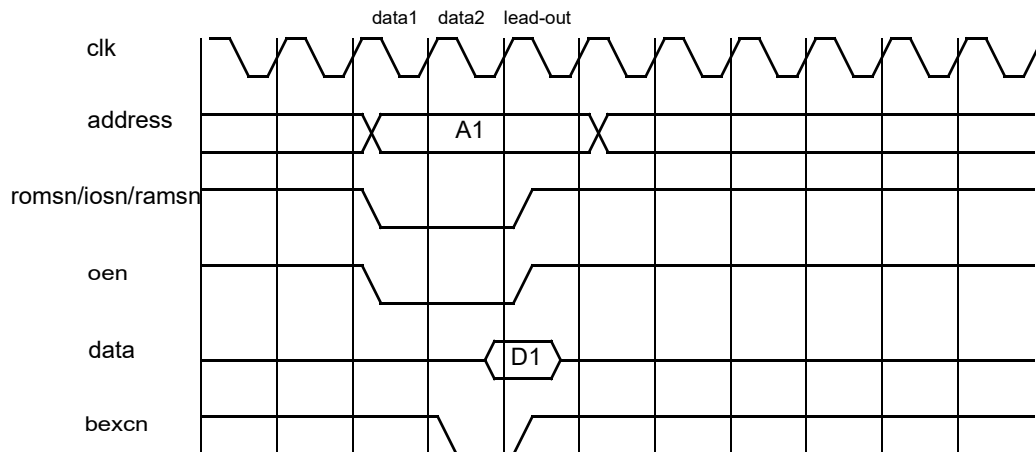 data1 data2 lead-out
clk
address
A1
romsn/iosn/ramsn
oen
data
D1
bexcn